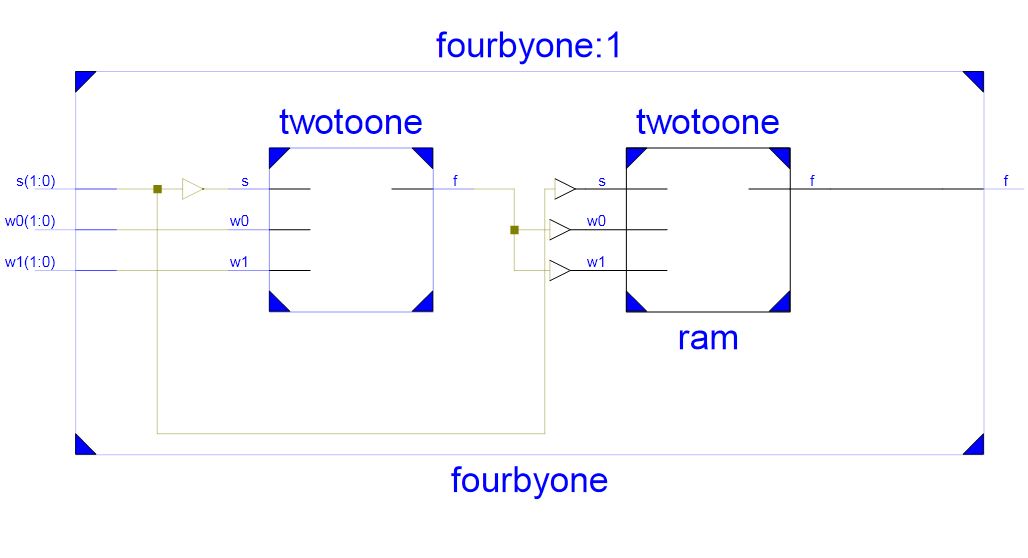 fourbyone:1
twotoone twotoone
s(1:0) s f s f f
w0(1:0) w0 w0
w1(1:0) w1 w1
ram
fourbyone